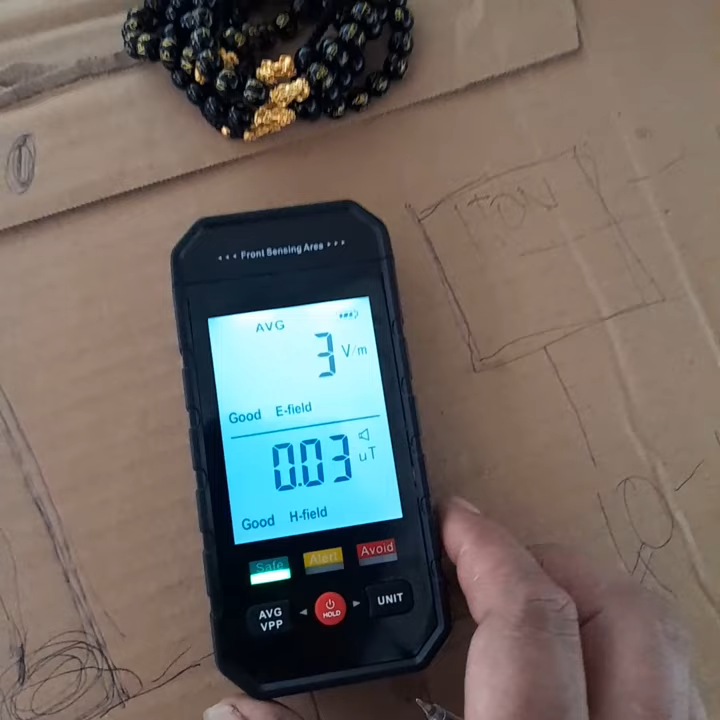 ◂ ◂ ◂ Front Sensing Area ▸ ▸ ▸
AVG
3 V/m
Good E-field
0.03 uT
Good H-field
Safe Alert Avoid
AVG VPP
HOLD
UNIT